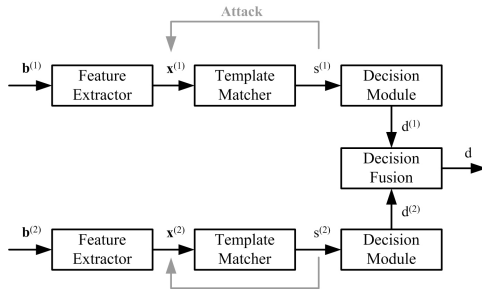 Attack
b(1)
x(1)
s(1)
Feature
Extractor
Template
Matcher
Decision
Module
d(1)
Decision
Fusion
d
d(2)
b(2)
x(2)
s(2)
Feature
Extractor
Template
Matcher
Decision
Module